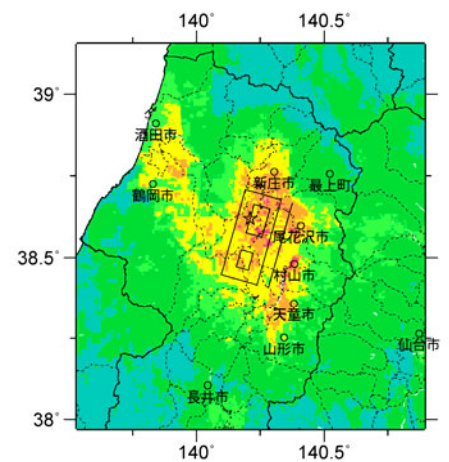 140°
140.5°
39°
酒田市
新庄市
最上町
鶴岡市
尾花沢市
38.5°
村山市
天童市
仙台市
山形市
長井市
38°
140°
140.5°